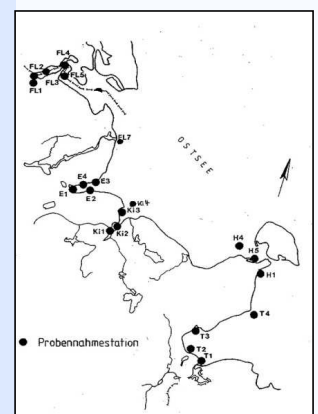 FL4
FL2
FL1
FL3
FL5
OSTSEE
FL7
E4
E3
E1
E2
Ki4
Ki3
Ki1
Ki2
H4
H5
H1
T4
T3
T2
T1
Probennahmestation